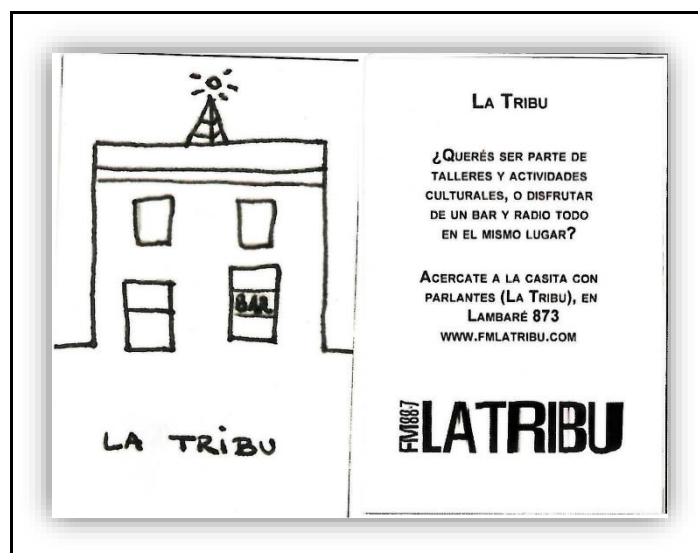 BAR
LA TRIBU
LA TRIBU
¿QUERÉS SER PARTE DE
TALLERES Y ACTIVIDADES
CULTURALES, O DISFRUTAR
DE UN BAR Y RADIO TODO
EN EL MISMO LUGAR?
ACERCATE A LA CASITA CON
PARLANTES (LA TRIBU), EN
LAMBARÉ 873
WWW.FMLATRIBU.COM
FM88.7
LATRIBU